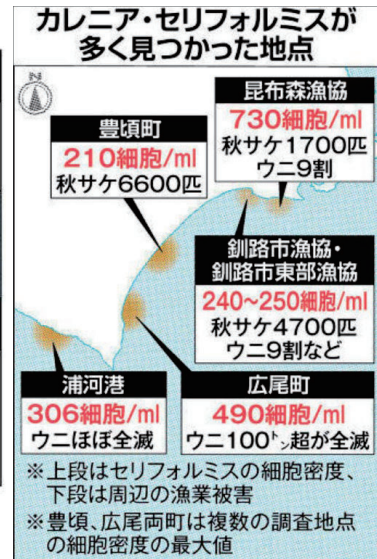 カレニア・セリフォルミスが
多く見つかった地点
N
昆布森漁協
730細胞/ml
秋サケ1700匹
ウニ9割
豊頃町
210細胞/ml
秋サケ6600匹
釧路市漁協・
釧路市東部漁協
240~250細胞/ml
秋サケ4700匹
ウニ9割など
浦河港
306細胞/ml
ウニほぼ全滅
広尾町
490細胞/ml
ウニ100㌧超が全滅
※上段はセリフォルミスの細胞密度、
下段は周辺の漁業被害
※豊頃、広尾両町は複数の調査地点
の細胞密度の最大値